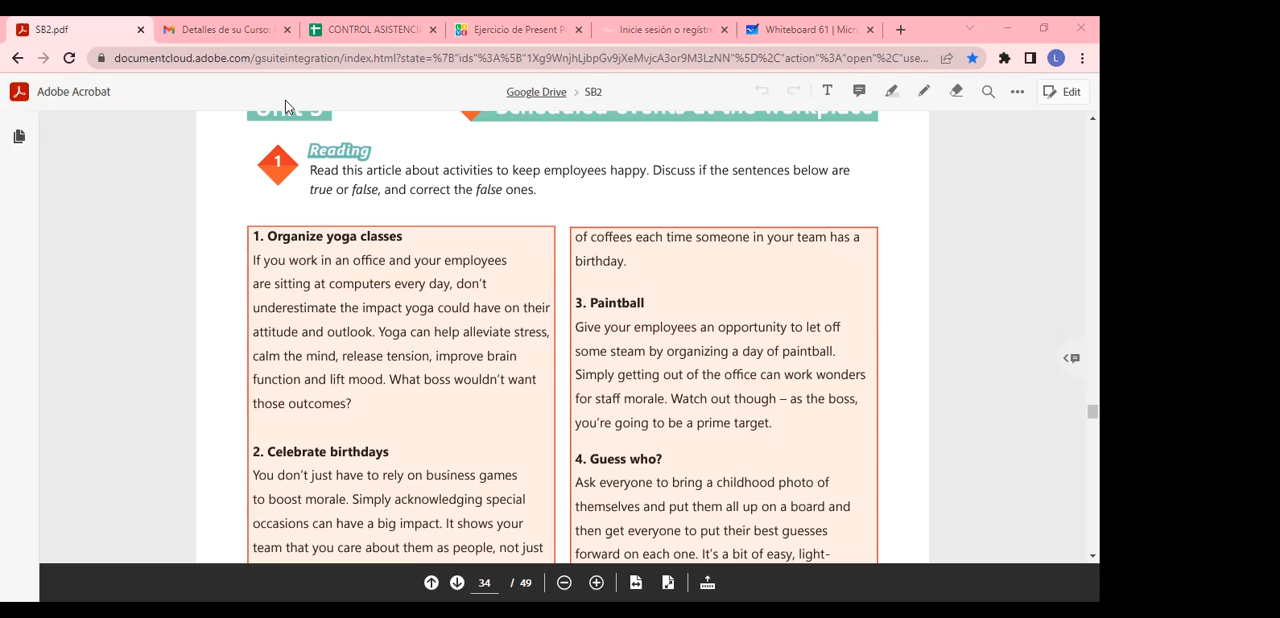 SB2.pdf
Detalles de su Curso:
CONTROL ASISTENCI
Ejercicio de Present P
Inicie sesión o registre
Whiteboard 61 | Micr
documentcloud.adobe.com/gsuiteintegration/index.html?state=%7B"ids"%3A%5B"1Xg9WnjhLjbpGv9jXeMvjcA3or9M3LzNN"%5D%2C"action"%3A"open"%2C"use...
L
Adobe Acrobat
Google Drive > SB2
Edit
Scheduled events at the workplace
1
Reading
Read this article about activities to keep employees happy. Discuss if the sentences below are
true or false, and correct the false ones.
1. Organize yoga classes
If you work in an office and your employees
are sitting at computers every day, don't
underestimate the impact yoga could have on their
attitude and outlook. Yoga can help alleviate stress,
calm the mind, release tension, improve brain
function and lift mood. What boss wouldn't want
those outcomes?
2. Celebrate birthdays
You don't just have to rely on business games
to boost morale. Simply acknowledging special
occasions can have a big impact. It shows your
team that you care about them as people, not just
of coffees each time someone in your team has a
birthday.
3. Paintball
Give your employees an opportunity to let off
some steam by organizing a day of paintball.
Simply getting out of the office can work wonders
for staff morale. Watch out though – as the boss,
you're going to be a prime target.
4. Guess who?
Ask everyone to bring a childhood photo of
themselves and put them all up on a board and
then get everyone to put their best guesses
forward on each one. It's a bit of easy, light-
34 / 49